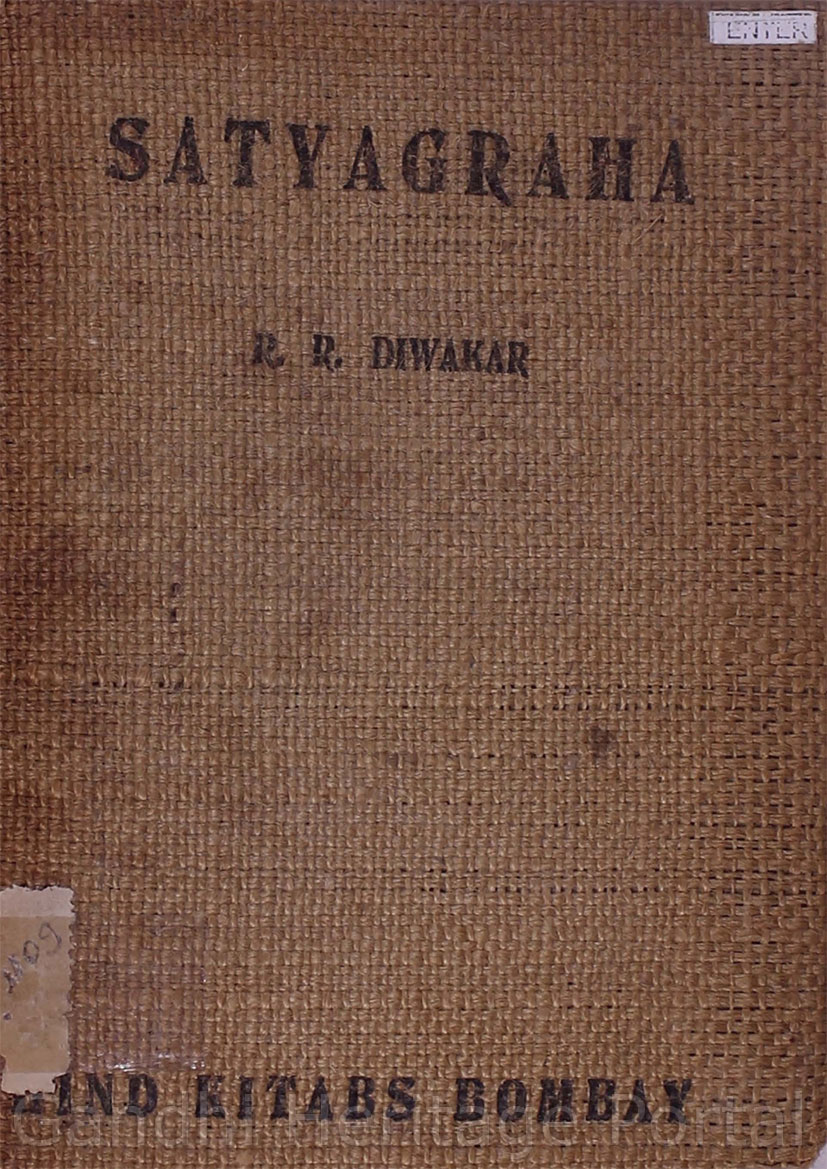 ENTER
SATYAGRAHA
R. R. DIWAKAR
HIND KITABS BOMBAY
Gandhi Heritage Portal